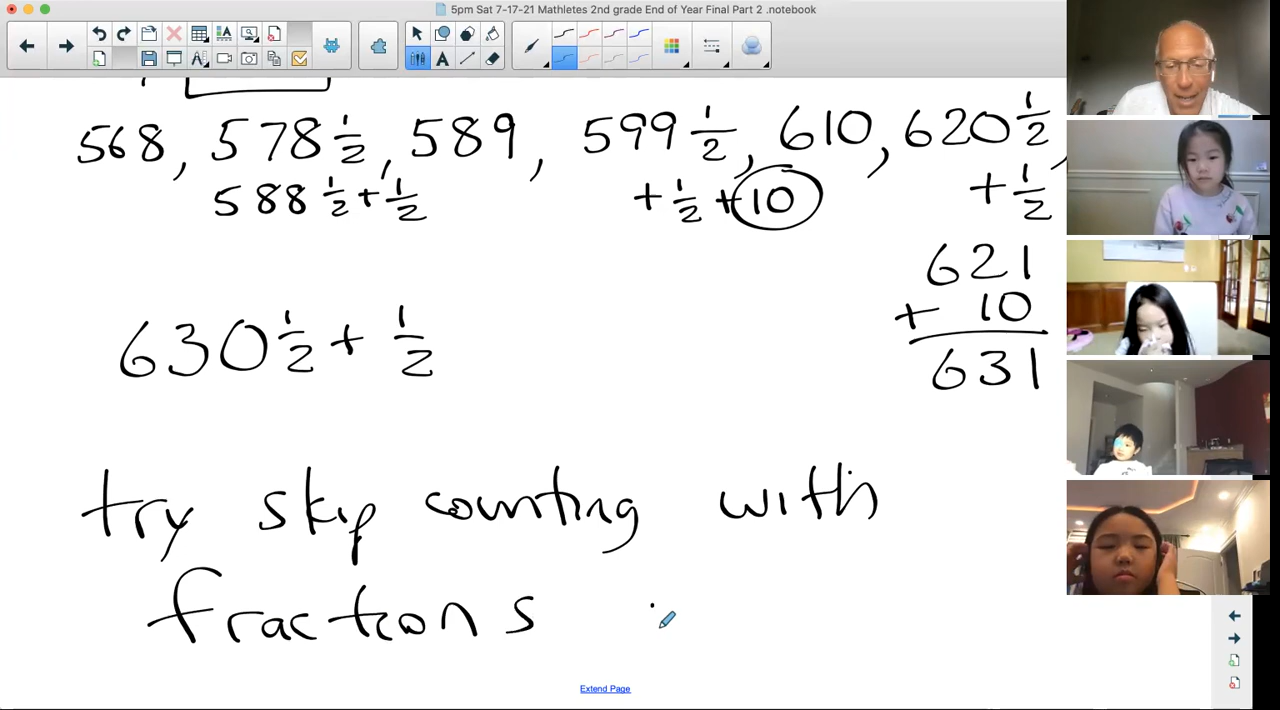 5pm Sat 7-17-21 Mathletes 2nd grade End of Year Final Part 2 .notebook
568, 578 1/2, 589, 599 1/2, 610, 620 1/2,
588 1/2 + 1/2 + 1/2 + 10 + 1/2
621
+ 10
631
630 1/2 + 1/2
try skip counting with
fractions
Extend Page